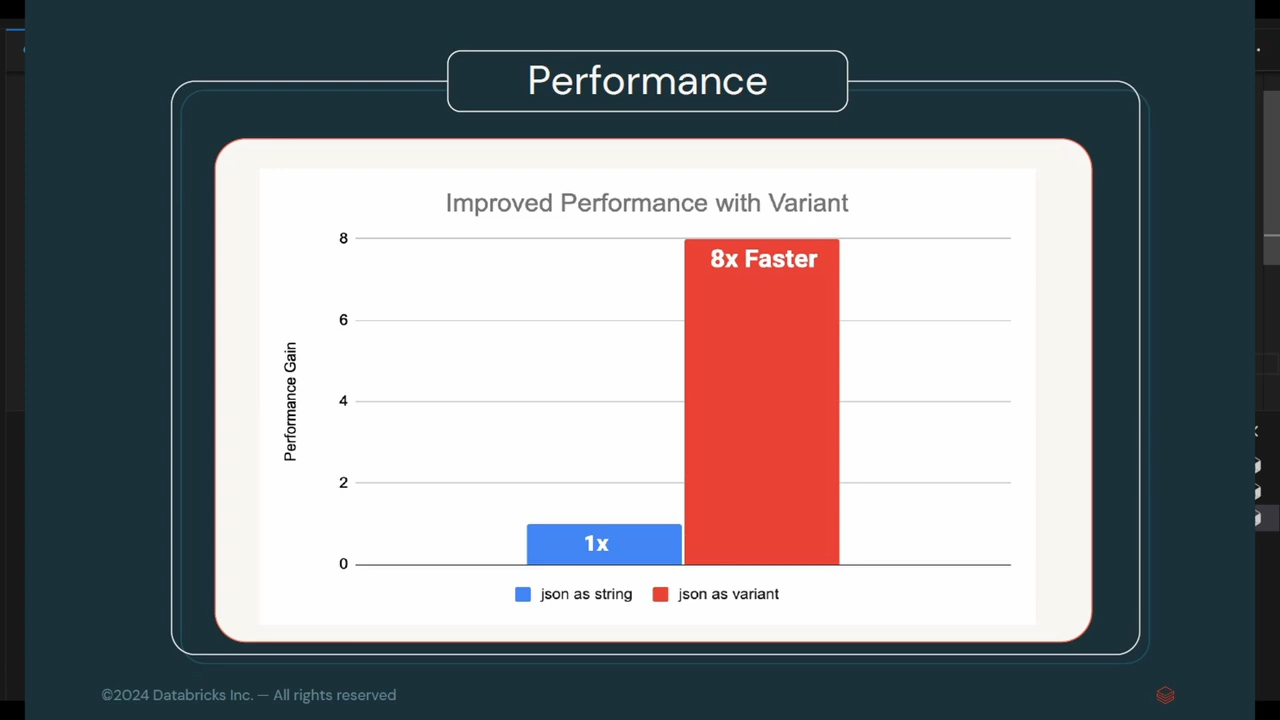 Performance
Improved Performance with Variant
8
8x Faster
6
Performance Gain
4
2
1x
0
json as string
json as variant
©2024 Databricks Inc. — All rights reserved